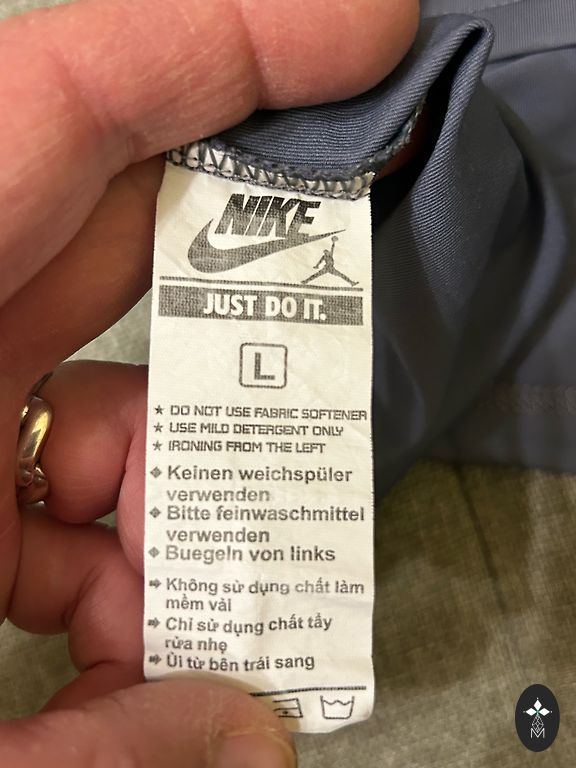 NIKE
JUST DO IT.
L
★ DO NOT USE FABRIC SOFTENER
★ USE MILD DETERGENT ONLY
★ IRONING FROM THE LEFT
❖ Keinen weichspüler
verwenden
❖ Bitte feinwaschmittel
verwenden
❖ Buegeln von links
➩ Không sử dụng chất làm
mềm vải
➩ Chỉ sử dụng chất tẩy
rửa nhẹ
➩ Ủi từ bên trái sang
M